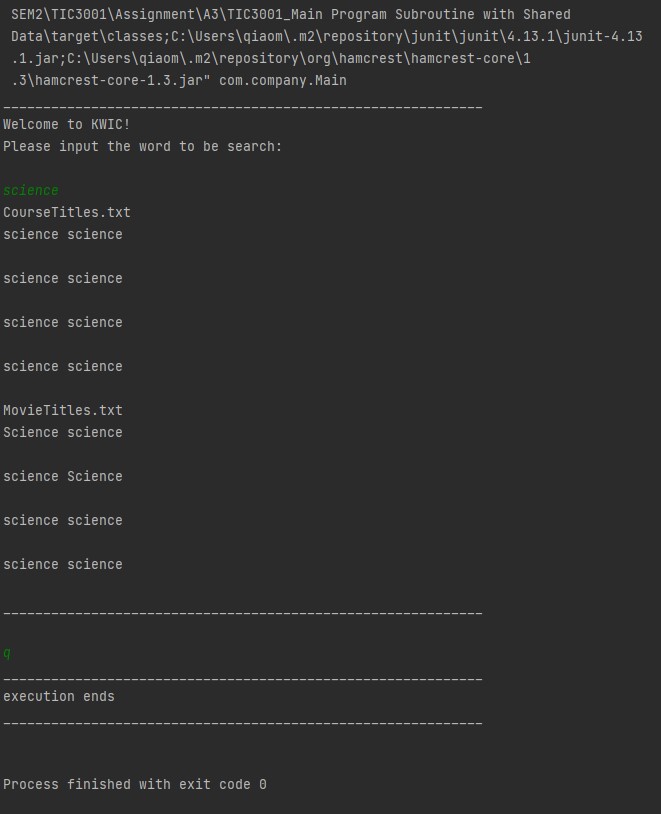 SEM2\TIC3001\Assignment\A3\TIC3001_Main Program Subroutine with Shared
Data\target\classes;C:\Users\qiaom\.m2\repository\junit\junit\4.13.1\junit-4.13
.1.jar;C:\Users\qiaom\.m2\repository\org\hamcrest\hamcrest-core\1
.3\hamcrest-core-1.3.jar" com.company.Main
____________________________________________________________
Welcome to KWIC!
Please input the word to be search:
science
CourseTitles.txt
science science
science science
science science
science science
MovieTitles.txt
Science science
science Science
science science
science science
____________________________________________________________
q
____________________________________________________________
execution ends
____________________________________________________________
Process finished with exit code 0